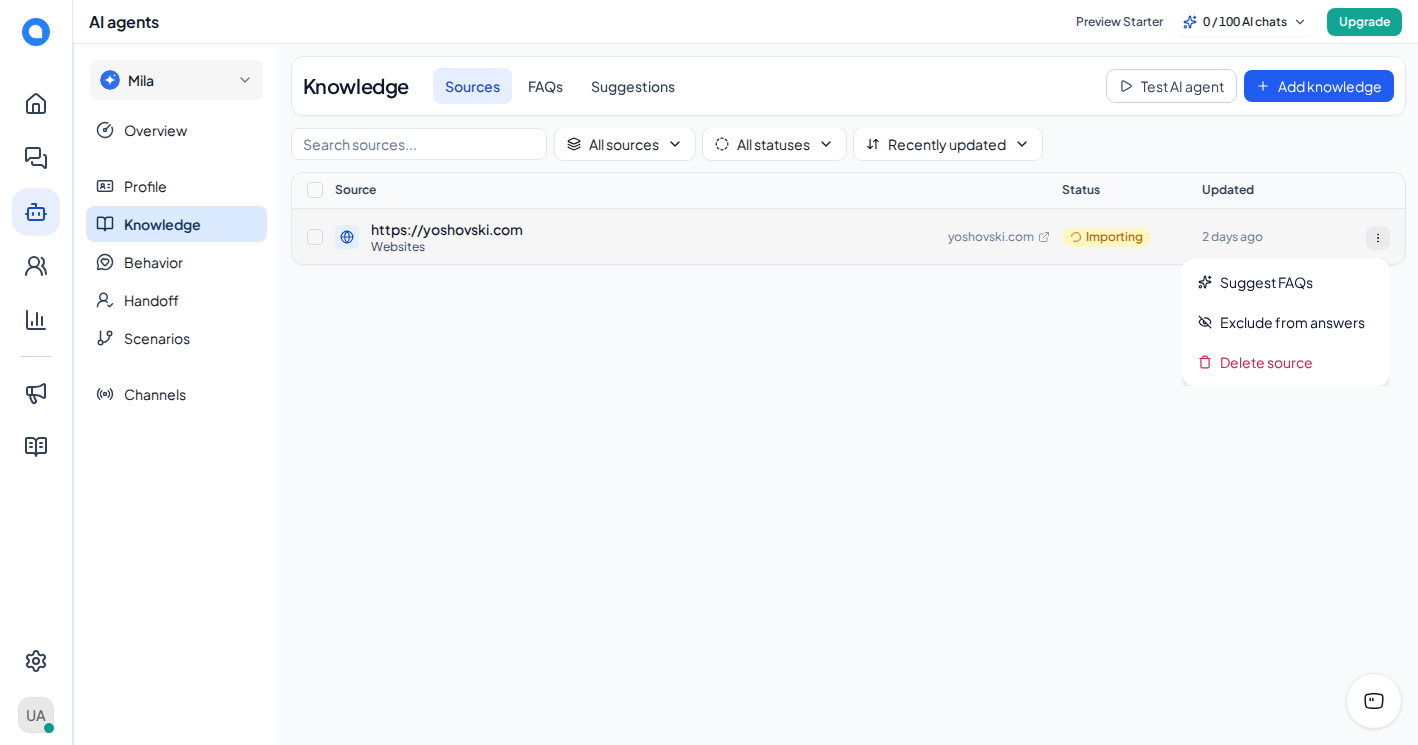 AI agents
Preview Starter
0 / 100 AI chats
Upgrade
Mila
Overview
Profile
Knowledge
Behavior
Handoff
Scenarios
Channels
UA
Knowledge
Sources
FAQs
Suggestions
Test AI agent
Add knowledge
Search sources...
All sources
All statuses
Recently updated
Source
Status
Updated
https://yoshovski.com
Websites
yoshovski.com
Importing
2 days ago
Suggest FAQs
Exclude from answers
Delete source